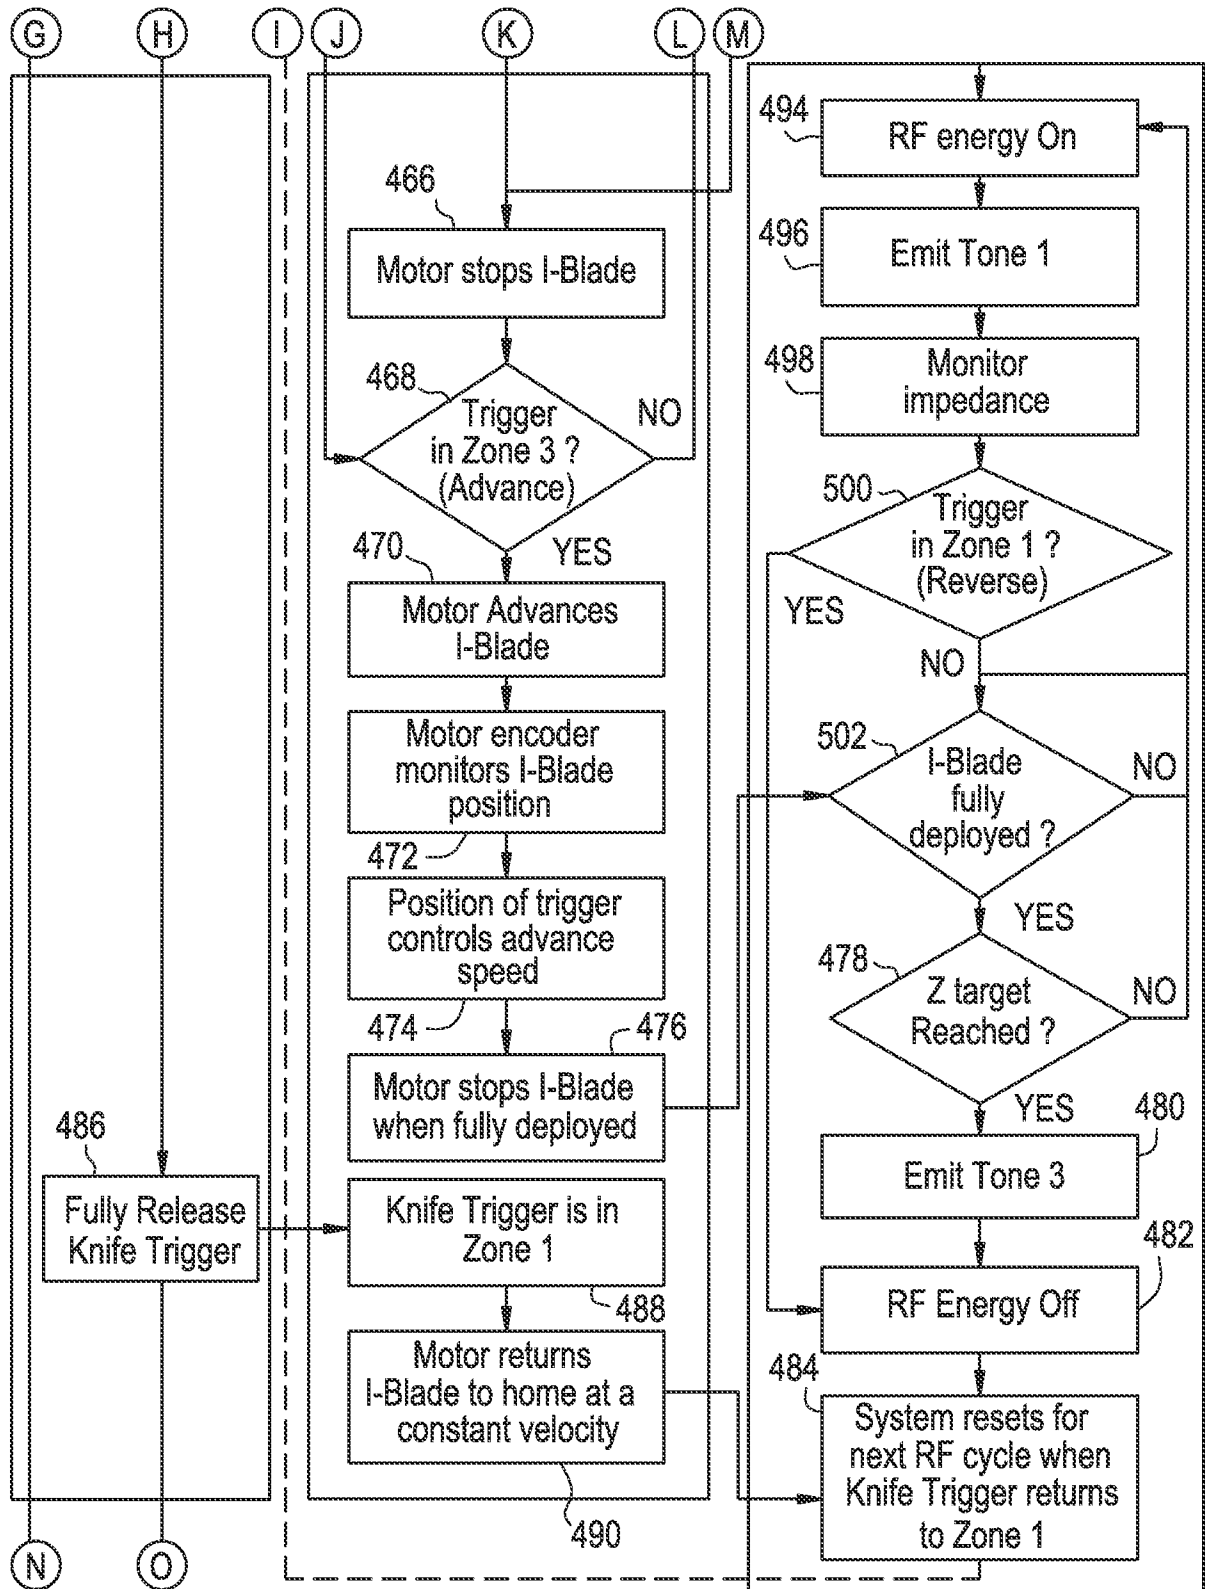 G
H
I
J
K
L
M
466
Motor stops I-Blade
468
Trigger
in Zone 3 ?
(Advance)
NO
YES
470
Motor Advances
I-Blade
Motor encoder
monitors I-Blade
position
472
Position of trigger
controls advance
speed
474
476
Motor stops I-Blade
when fully deployed
486
Fully Release
Knife Trigger
Knife Trigger is in
Zone 1
488
Motor returns
I-Blade to home at a
constant velocity
490
N
O
494
RF energy On
496
Emit Tone 1
498
Monitor
impedance
500
Trigger
in Zone 1 ?
(Reverse)
YES
NO
502
I-Blade
fully
deployed ?
NO
YES
478
Z target
Reached ?
NO
YES
480
Emit Tone 3
482
RF Energy Off
484
System resets for
next RF cycle when
Knife Trigger returns
to Zone 1